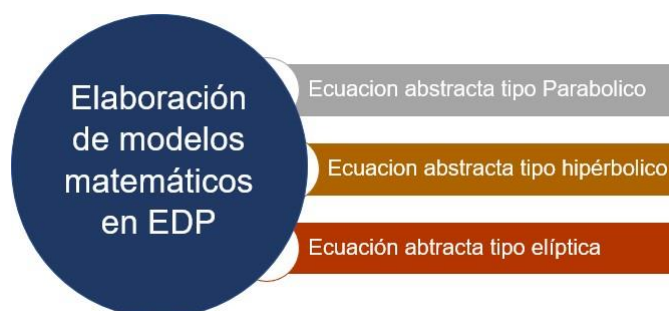 Elaboración
de modelos
matemáticos
en EDP
Ecuacion abstracta tipo Parabolico
Ecuacion abstracta tipo hipérbolico
Ecuación abtracta tipo elíptica